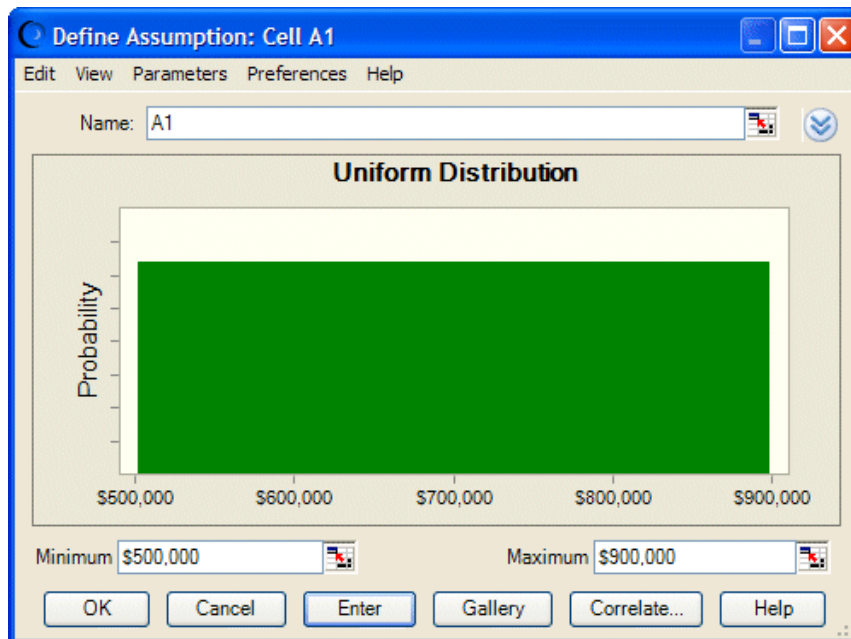 Define Assumption: Cell A1
Edit View Parameters Preferences Help
Name: A1
Uniform Distribution
Probability
$500,000 $600,000 $700,000 $800,000 $900,000
Minimum $500,000 Maximum $900,000
OK Cancel Enter Gallery Correlate... Help